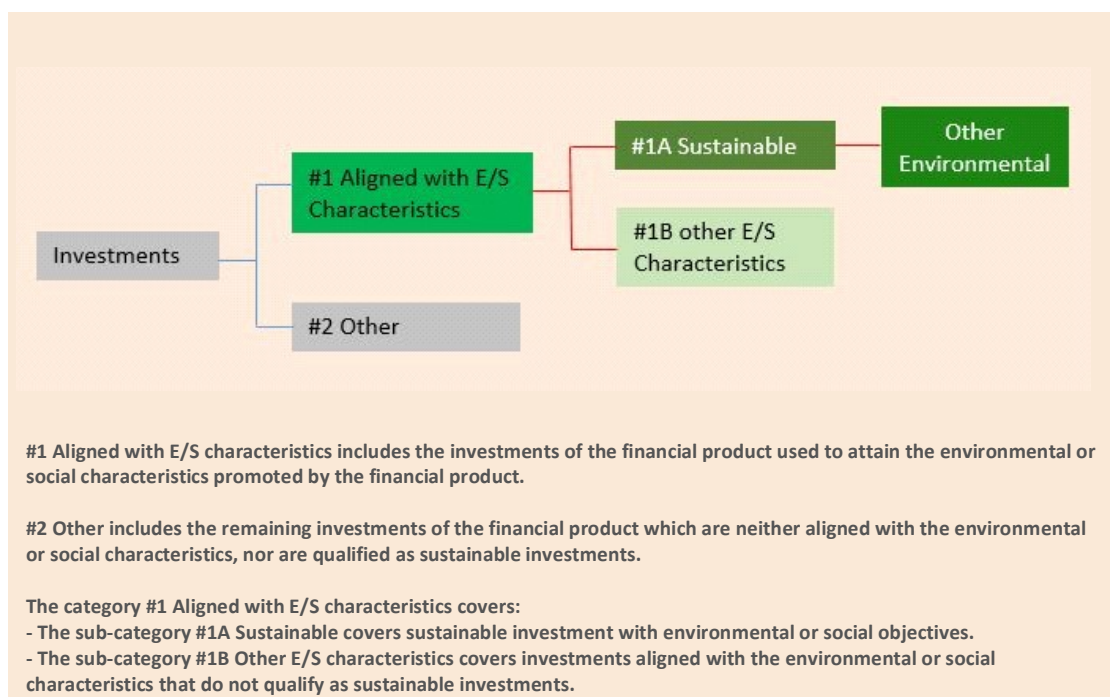 Other
Environmental
#1A Sustainable
#1 Aligned with E/S
Characteristics
#1B other E/S
Characteristics
Investments
#2 Other
#1 Aligned with E/S characteristics includes the investments of the financial product used to attain the environmental or
social characteristics promoted by the financial product.
#2 Other includes the remaining investments of the financial product which are neither aligned with the environmental
or social characteristics, nor are qualified as sustainable investments.
The category #1 Aligned with E/S characteristics covers:
- The sub-category #1A Sustainable covers sustainable investment with environmental or social objectives.
- The sub-category #1B Other E/S characteristics covers investments aligned with the environmental or social
characteristics that do not qualify as sustainable investments.